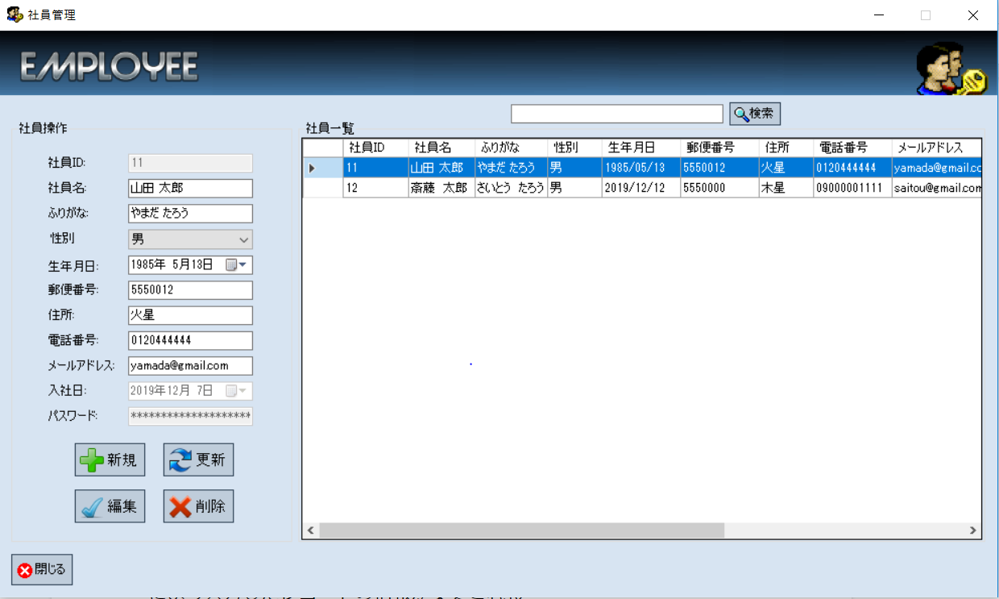 社員管理
EMPLOYEE
検索
社員操作
社員ID: 11
社員名: 山田 太郎
ふりがな: やまだ たろう
性別 男
生年月日: 1985年 5月13日
郵便番号: 5550012
住所: 火星
電話番号: 0120444444
メールアドレス: yamada@gmail.com
入社日: 2019年12月 7日
パスワード: ********************
新規 更新
編集 削除
社員一覧
社員ID 社員名 ふりがな 性別 生年月日 郵便番号 住所 電話番号 メールアドレス
11 山田 太郎 やまだ たろう 男 1985/05/13 5550012 火星 0120444444 yamada@gmail.co
12 斎藤 太郎 さいとう たろう 男 2019/12/12 5550000 木星 09000001111 saitou@gmail.com
閉じる